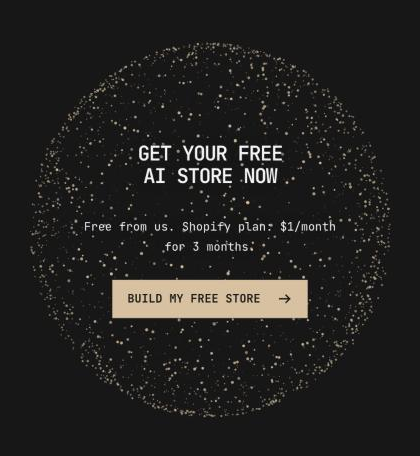 GET YOUR FREE
AI STORE NOW
Free from us. Shopify plan: $1/month
for 3 months.
BUILD MY FREE STORE →